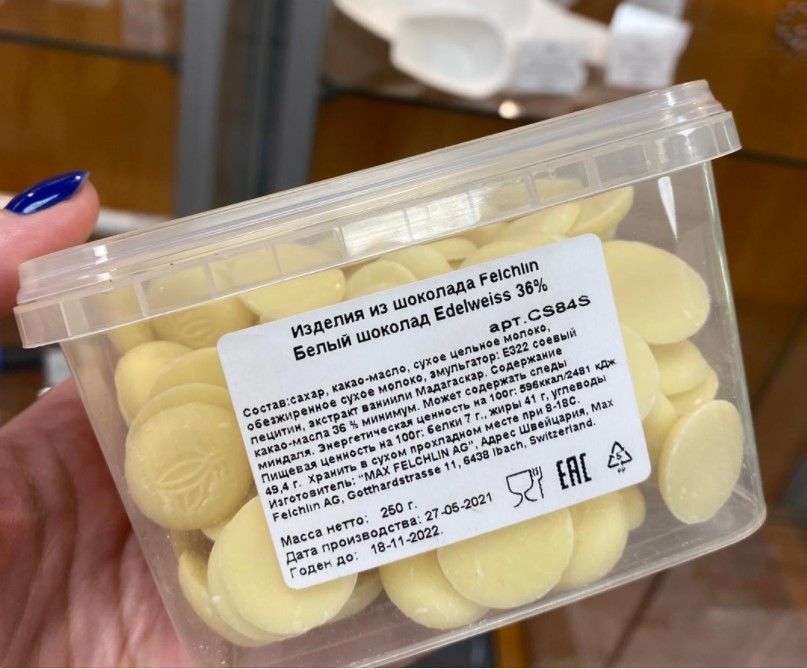 Изделия из шоколада Felchlin
Белый шоколад Edelweiss 36%
арт.CS84S
Состав:сахар, какао-масло, сухое цельное молоко,
обезжиренное сухое молоко, эмульгатор: E322 соевый
лецитин, экстракт ванилии Мадагаскар. Содержание
какао-масла 36 % минимум. Может содержать следы
миндаля. Энергетическая ценность на 100г: 596ккал/2481 кДж
Пищевая ценность на 100г: белки 7 г., жиры 41 г, углеводы
49,4 г. Хранить в сухом прохладном месте при 8-18С.
Изготовитель: "MAX FELCHLIN AG", Адрес Швейцария, Max
Felchlin AG, Gotthardstrasse 11, 6438 Ibach, Switzerland.
Масса нетто: 250 г.
Дата производства: 27-05-2021
Годен до: 18-11-2022.
EAC